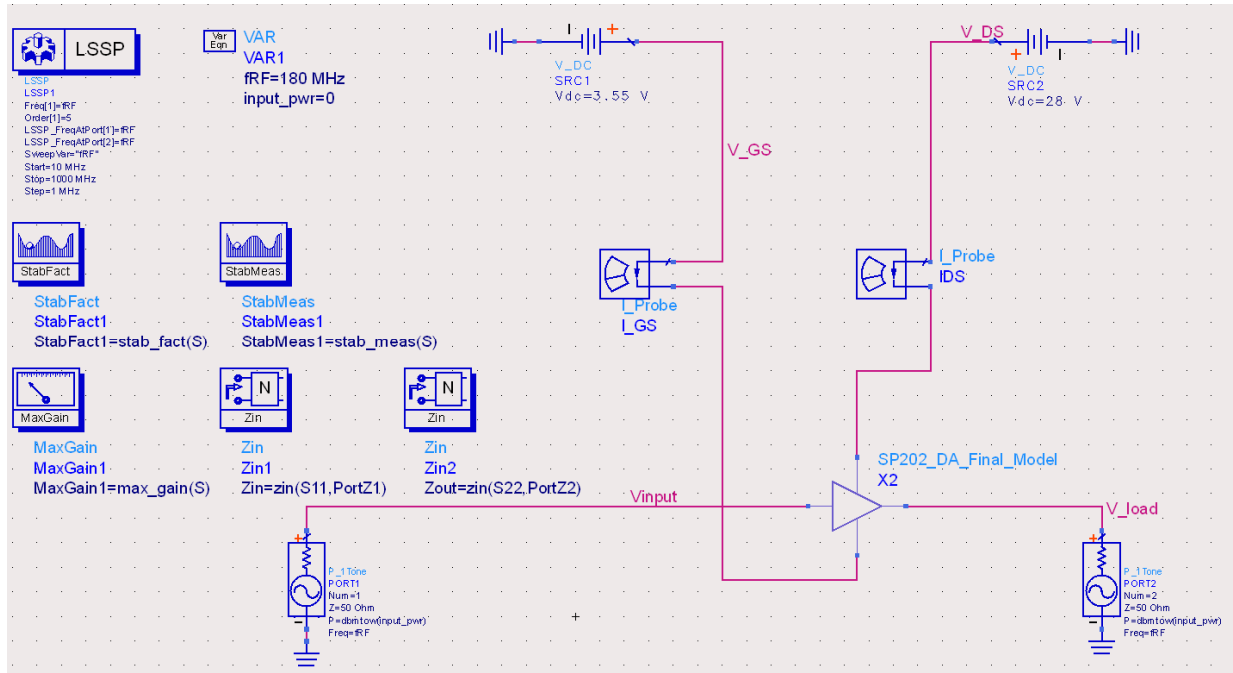 LSSP
LSSP
LSSP1
Freq[1]=fRF
Order[1]=5
LSSP_FreqAtPort[1]=fRF
LSSP_FreqAtPort[2]=fRF
SweepVar="fRF"
Start=10 MHz
Stop=1000 MHz
Step=1 MHz
Var
Eqn
VAR
VAR1
fRF=180 MHz
input_pwr=0
V_DC
SRC1
Vdc=3.55 V
V_DS
V_DC
SRC2
Vdc=28 V
V_GS
StabFact
StabFact
StabFact1
StabFact1=stab_fact(S)
StabMeas
StabMeas
StabMeas1
StabMeas1=stab_meas(S)
I_Probe
I_GS
I_Probe
IDS
MaxGain
MaxGain
MaxGain1
MaxGain1=max_gain(S)
N
Zin
Zin
Zin1
Zin=zin(S11,PortZ1)
N
Zin
Zin
Zin2
Zout=zin(S22,PortZ2)
SP202_DA_Final_Model
X2
Vinput
V_load
P_1Tone
PORT1
Num=1
Z=50 Ohm
P=dbmtow(input_pwr)
Freq=fRF
P_1Tone
PORT2
Num=2
Z=50 Ohm
P=dbmtow(input_pwr)
Freq=fRF